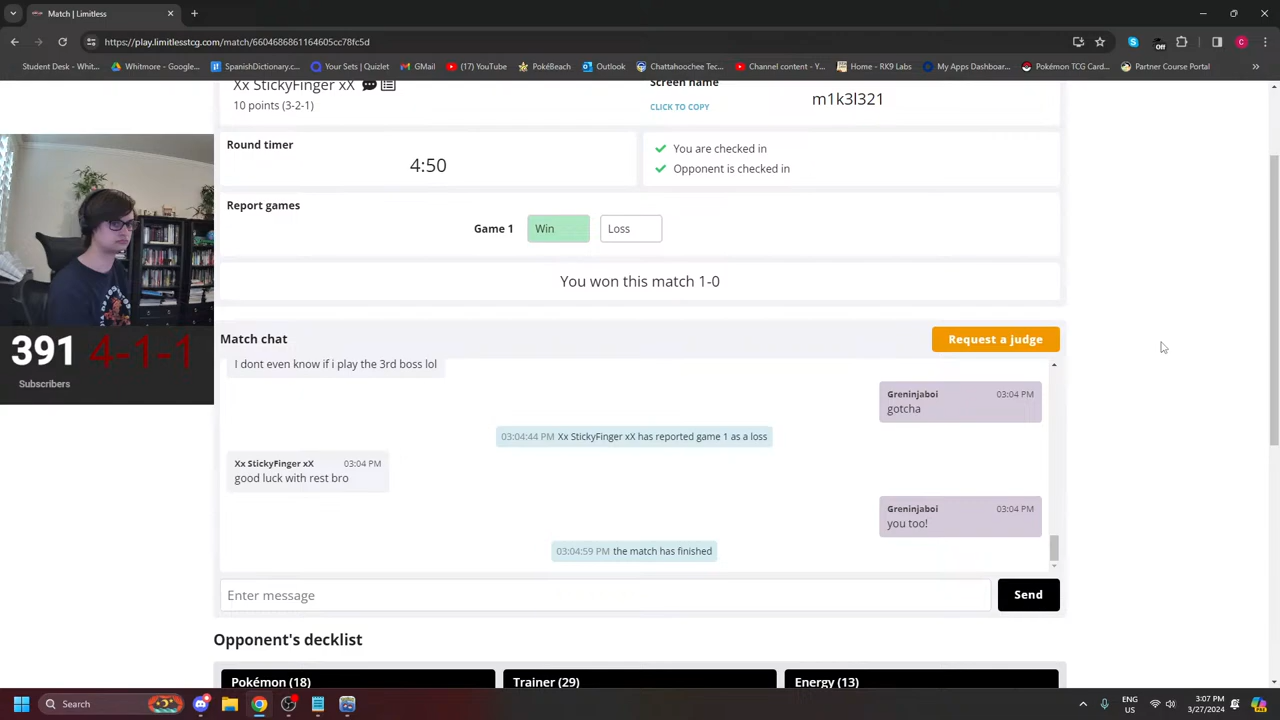 Match | Limitless
https://play.limitlesstcg.com/match/6604686861164605cc78fc5d
Student Desk - Whit...
Whitmore - Google...
SpanishDictionary.c...
Your Sets | Quizlet
GMail
(17) YouTube
PokéBeach
Outlook
Chattahoochee Tec...
Channel content - Y...
Home - RK9 Labs
My Apps Dashboar...
Pokémon TCG Card...
Partner Course Portal
Off
Xx StickyFinger xX
10 points (3-2-1)
Screen name
CLICK TO COPY
m1k3l321
Round timer
4:50
You are checked in
Opponent is checked in
Report games
Game 1
Win
Loss
You won this match 1-0
391
Subscribers
4-1-1
Match chat
Request a judge
I dont even know if i play the 3rd boss lol
Greninjaboi 03:04 PM
gotcha
03:04:44 PM Xx StickyFinger xX has reported game 1 as a loss
Xx StickyFinger xX 03:04 PM
good luck with rest bro
Greninjaboi 03:04 PM
you too!
03:04:59 PM the match has finished
Enter message
Send
Opponent's decklist
Pokémon (18)
Trainer (29)
Energy (13)
Search
ENG
US
3:07 PM
3/27/2024